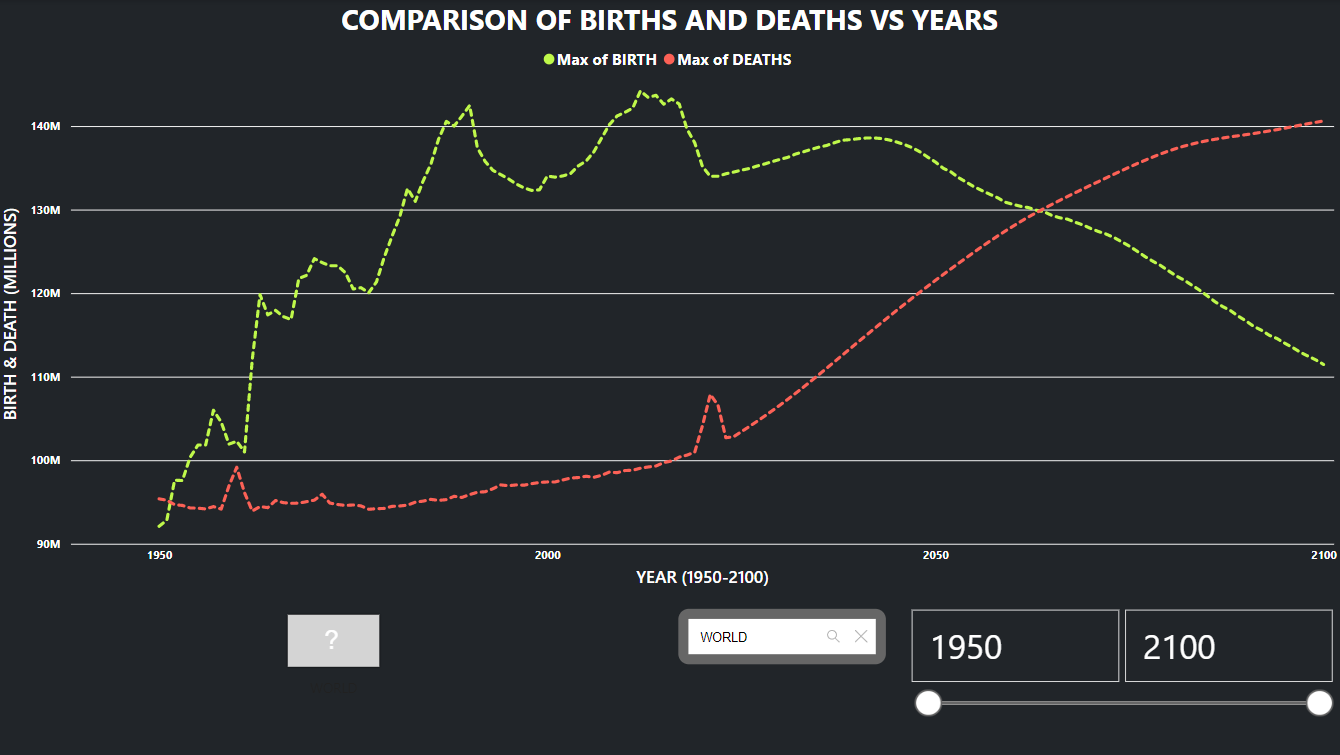 COMPARISON OF BIRTHS AND DEATHS VS YEARS
Max of BIRTH Max of DEATHS
BIRTH & DEATH (MILLIONS)
140M
130M
120M
110M
100M
90M
1950 2000 2050 2100
YEAR (1950-2100)
?
WORLD
1950 2100